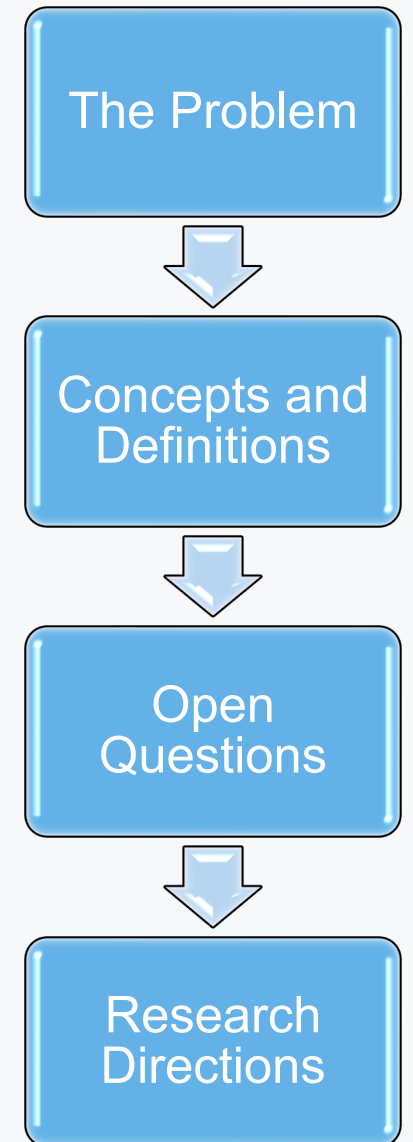 The Problem
Concepts and
Definitions
Open
Questions
Research
Directions